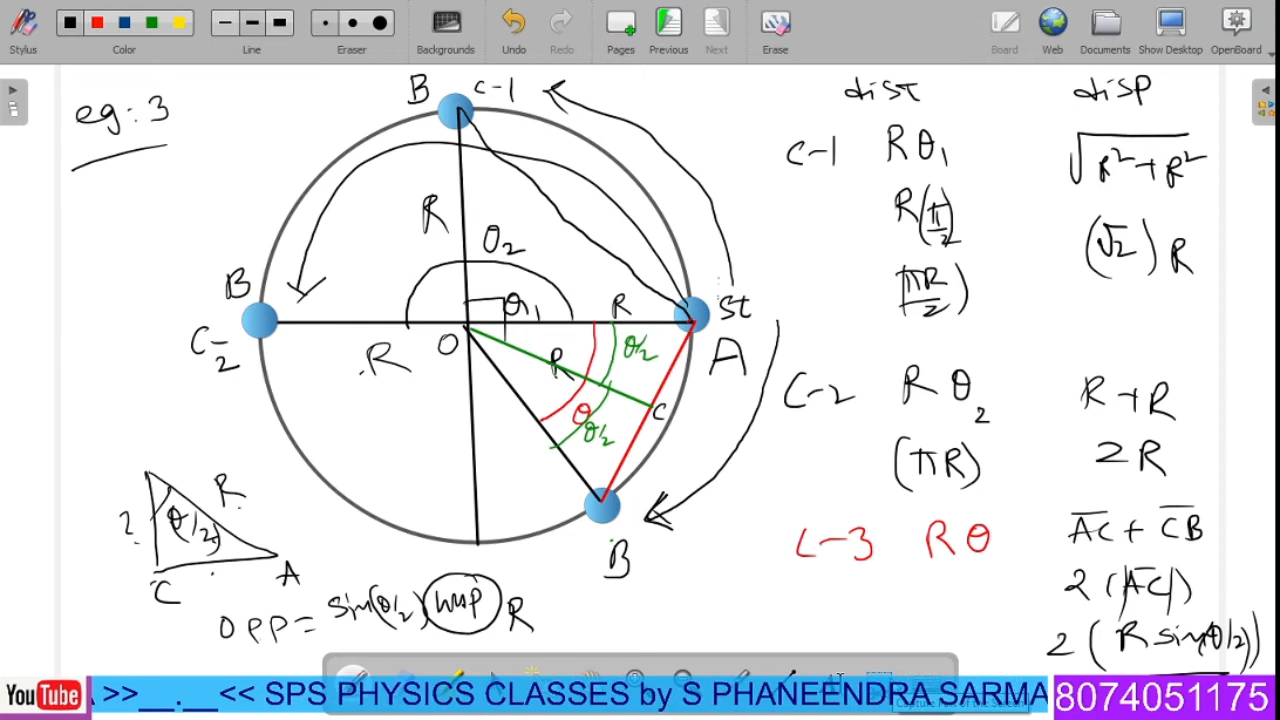 Stylus
Color
Line
Eraser
Backgrounds
Undo
Redo
Pages
Previous
Next
Erase
Board
Web
Documents
Show Desktop
OpenBoard
eg: 3
B C-1
R
θ2
θ1
R
St
A
B
C-2
R
O
R
θ/2
θ
θ/2
C
B
?
θ/2
R
C
A
opp = sin(θ/2) (hyp) R
dist disp
C-1 Rθ1 √R²+R²
R(π/2) (√2) R
(πR/2)
C-2 Rθ2 R+R
(πR) 2R
C-3 Rθ AC + CB
2 (AC)
2 (R sin(θ/2))
YouTube
A >>__.__<< SPS PHYSICS CLASSES by S PHANEENDRA SARMA
8074051175